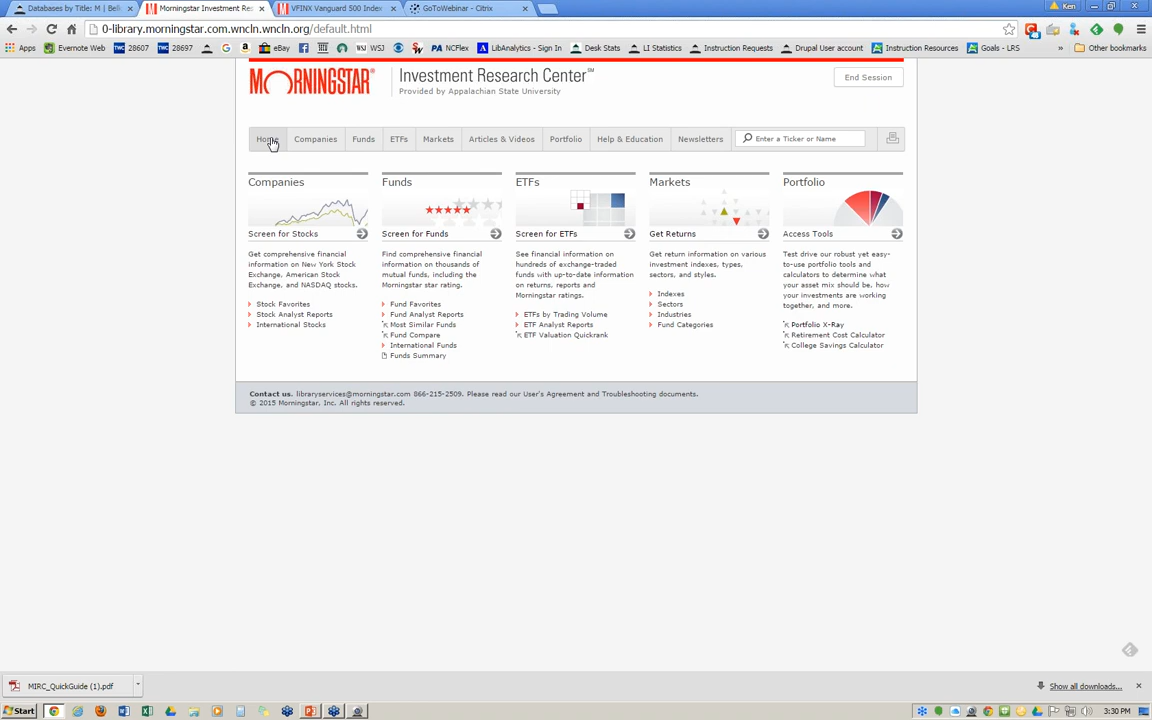 Databases by Title: M | Bel
Morningstar Investment Re
VFINX Vanguard 500 Inde
GoToWebinar - Citrix
Ken
0-library.morningstar.com.wncln.wncln.org/default.html
Apps Evernote Web 28607 28697 eBay WSJ NCFlex LibAnalytics - Sign In Desk Stats LI Statistics Instruction Requests Drupal User account Instruction Resources Goals - LRS » Other bookmarks
MORNINGSTAR® Investment Research Center℠
Provided by Appalachian State University
End Session
Home Companies Funds ETFs Markets Articles & Videos Portfolio Help & Education Newsletters Enter a Ticker or Name
Companies
Screen for Stocks
Get comprehensive financial
information on New York Stock
Exchange, American Stock
Exchange, and NASDAQ stocks.
Stock Favorites
Stock Analyst Reports
International Stocks
Funds
Screen for Funds
Find comprehensive financial
information on thousands of
mutual funds, including the
Morningstar star rating.
Fund Favorites
Fund Analyst Reports
Most Similar Funds
Fund Compare
International Funds
Funds Summary
ETFs
Screen for ETFs
See financial information on
hundreds of exchange-traded
funds with up-to-date information
on returns, reports and
Morningstar ratings.
ETFs by Trading Volume
ETF Analyst Reports
ETF Valuation Quickrank
Markets
Get Returns
Get return information on various
investment indexes, types,
sectors, and styles.
Indexes
Sectors
Industries
Fund Categories
Portfolio
Access Tools
Test drive our robust yet easy-
to-use portfolio tools and
calculators to determine what
your asset mix should be, how
your investments are working
together, and more.
Portfolio X-Ray
Retirement Cost Calculator
College Savings Calculator
Contact us. libraryservices@morningstar.com 866-215-2509. Please read our User's Agreement and Troubleshooting documents.
© 2015 Morningstar, Inc. All rights reserved.
MIRC_QuickGuide (1).pdf
Show all downloads...
Start
3:30 PM